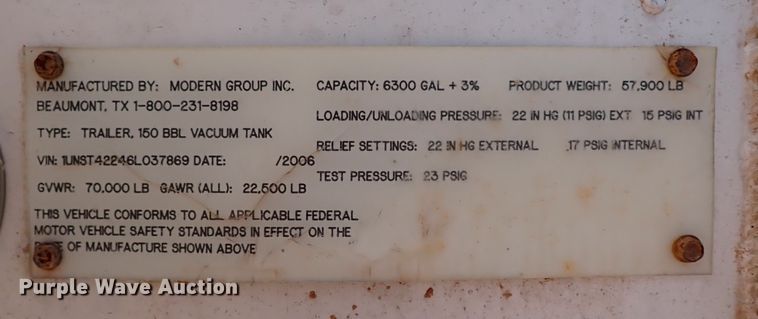 MANUFACTURED BY: MODERN GROUP INC.
BEAUMONT, TX 1-800-231-8198
TYPE: TRAILER, 150 BBL VACUUM TANK
VIN: 1UNST42246L037869 DATE: /2006
GVWR: 70,000 LB GAWR (ALL): 22,500 LB
THIS VEHICLE CONFORMS TO ALL APPLICABLE FEDERAL
MOTOR VEHICLE SAFETY STANDARDS IN EFFECT ON THE
DATE OF MANUFACTURE SHOWN ABOVE
CAPACITY: 6300 GAL + 3% PRODUCT WEIGHT: 57,900 LB
LOADING/UNLOADING PRESSURE: 22 IN HG (11 PSIG) EXT 15 PSIG INT
RELIEF SETTINGS: 22 IN HG EXTERNAL 17 PSIG INTERNAL
TEST PRESSURE: 23 PSIG
Purple Wave Auction